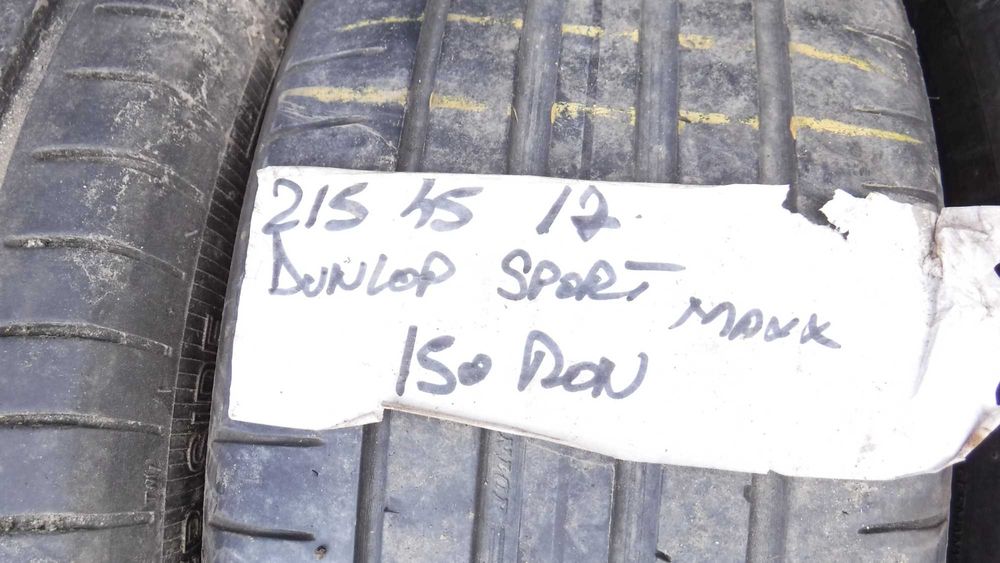 215 45 17
DUNLOP SPORT MAXX
150 RON